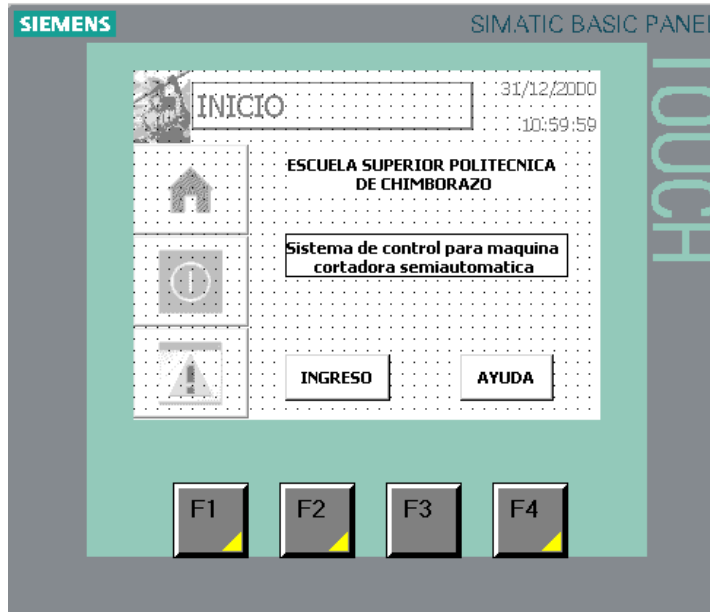 SIEMENS
SIMATIC BASIC PANEL
TOUCH
INICIO
31/12/2000
10:59:59
ESCUELA SUPERIOR POLITECNICA
DE CHIMBORAZO
Sistema de control para maquina
cortadora semiautomatica
INGRESO
AYUDA
F1
F2
F3
F4